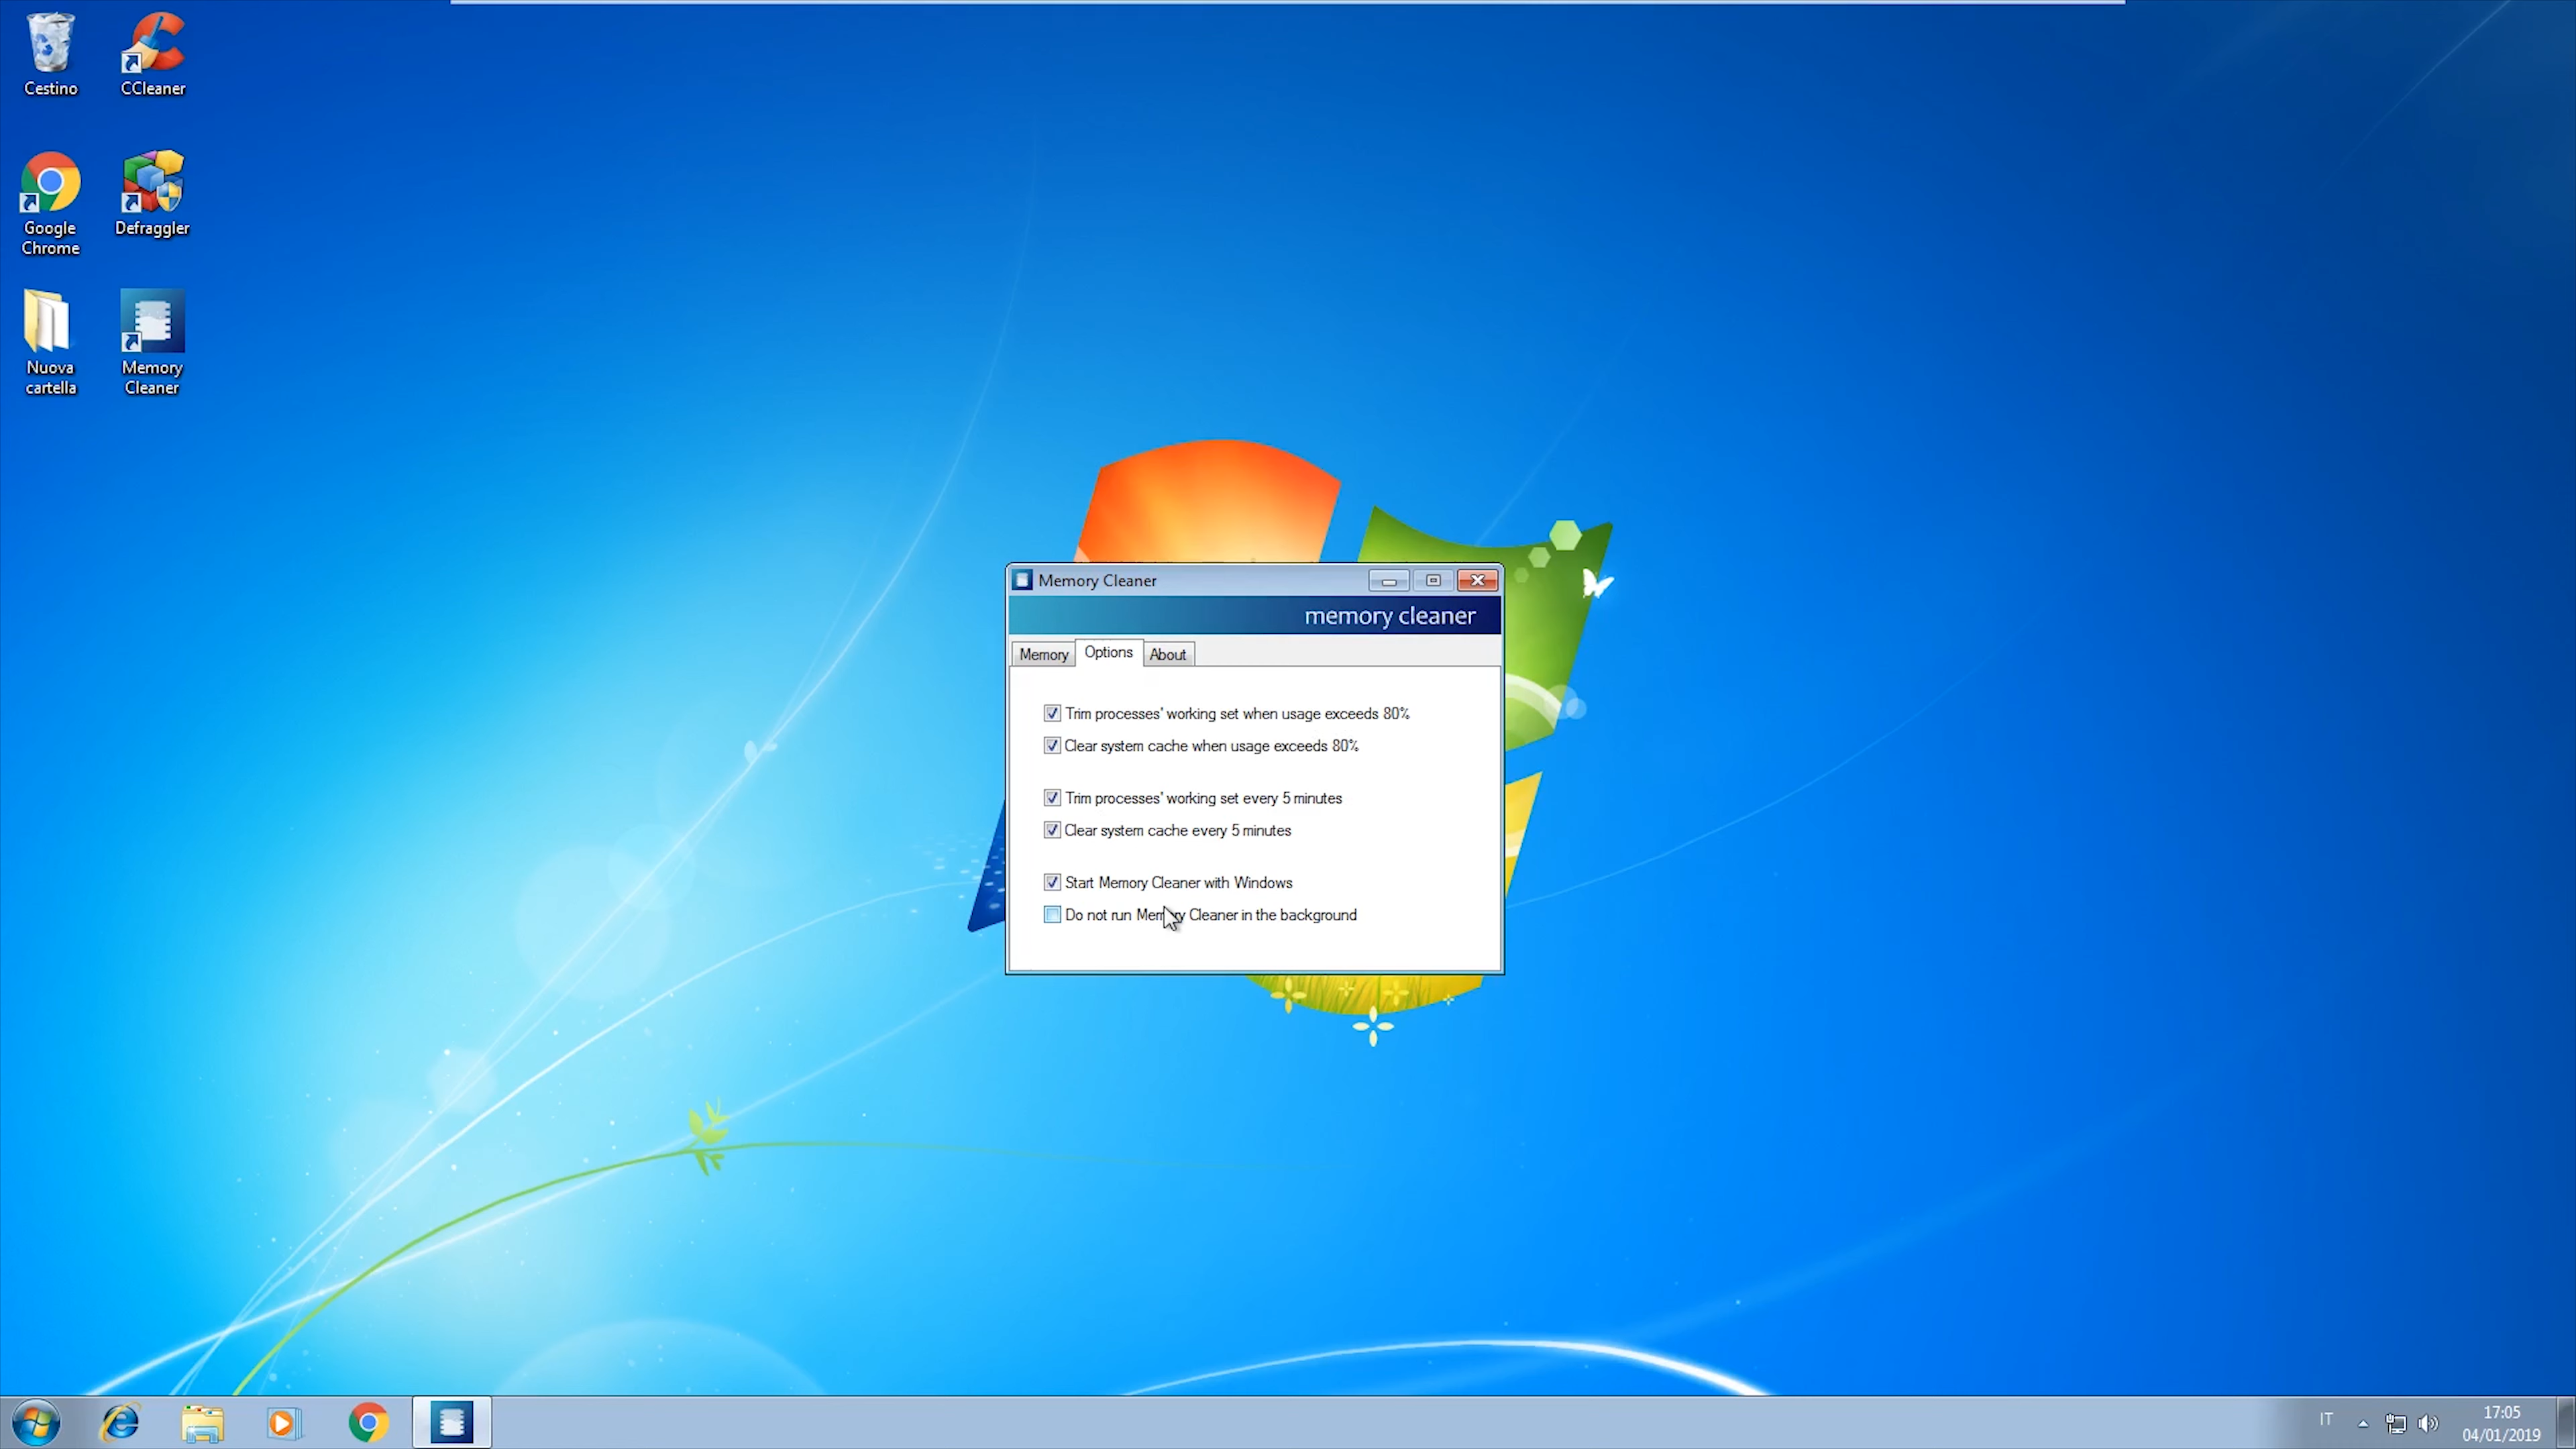 Cestino
CCleaner
Google
Chrome
Defraggler
Nuova
cartella
Memory
Cleaner
Memory Cleaner
memory cleaner
Memory
Options
About
Trim processes' working set when usage exceeds 80%
Clear system cache when usage exceeds 80%
Trim processes' working set every 5 minutes
Clear system cache every 5 minutes
Start Memory Cleaner with Windows
Do not run Memory Cleaner in the background
IT
17:05
04/01/2019